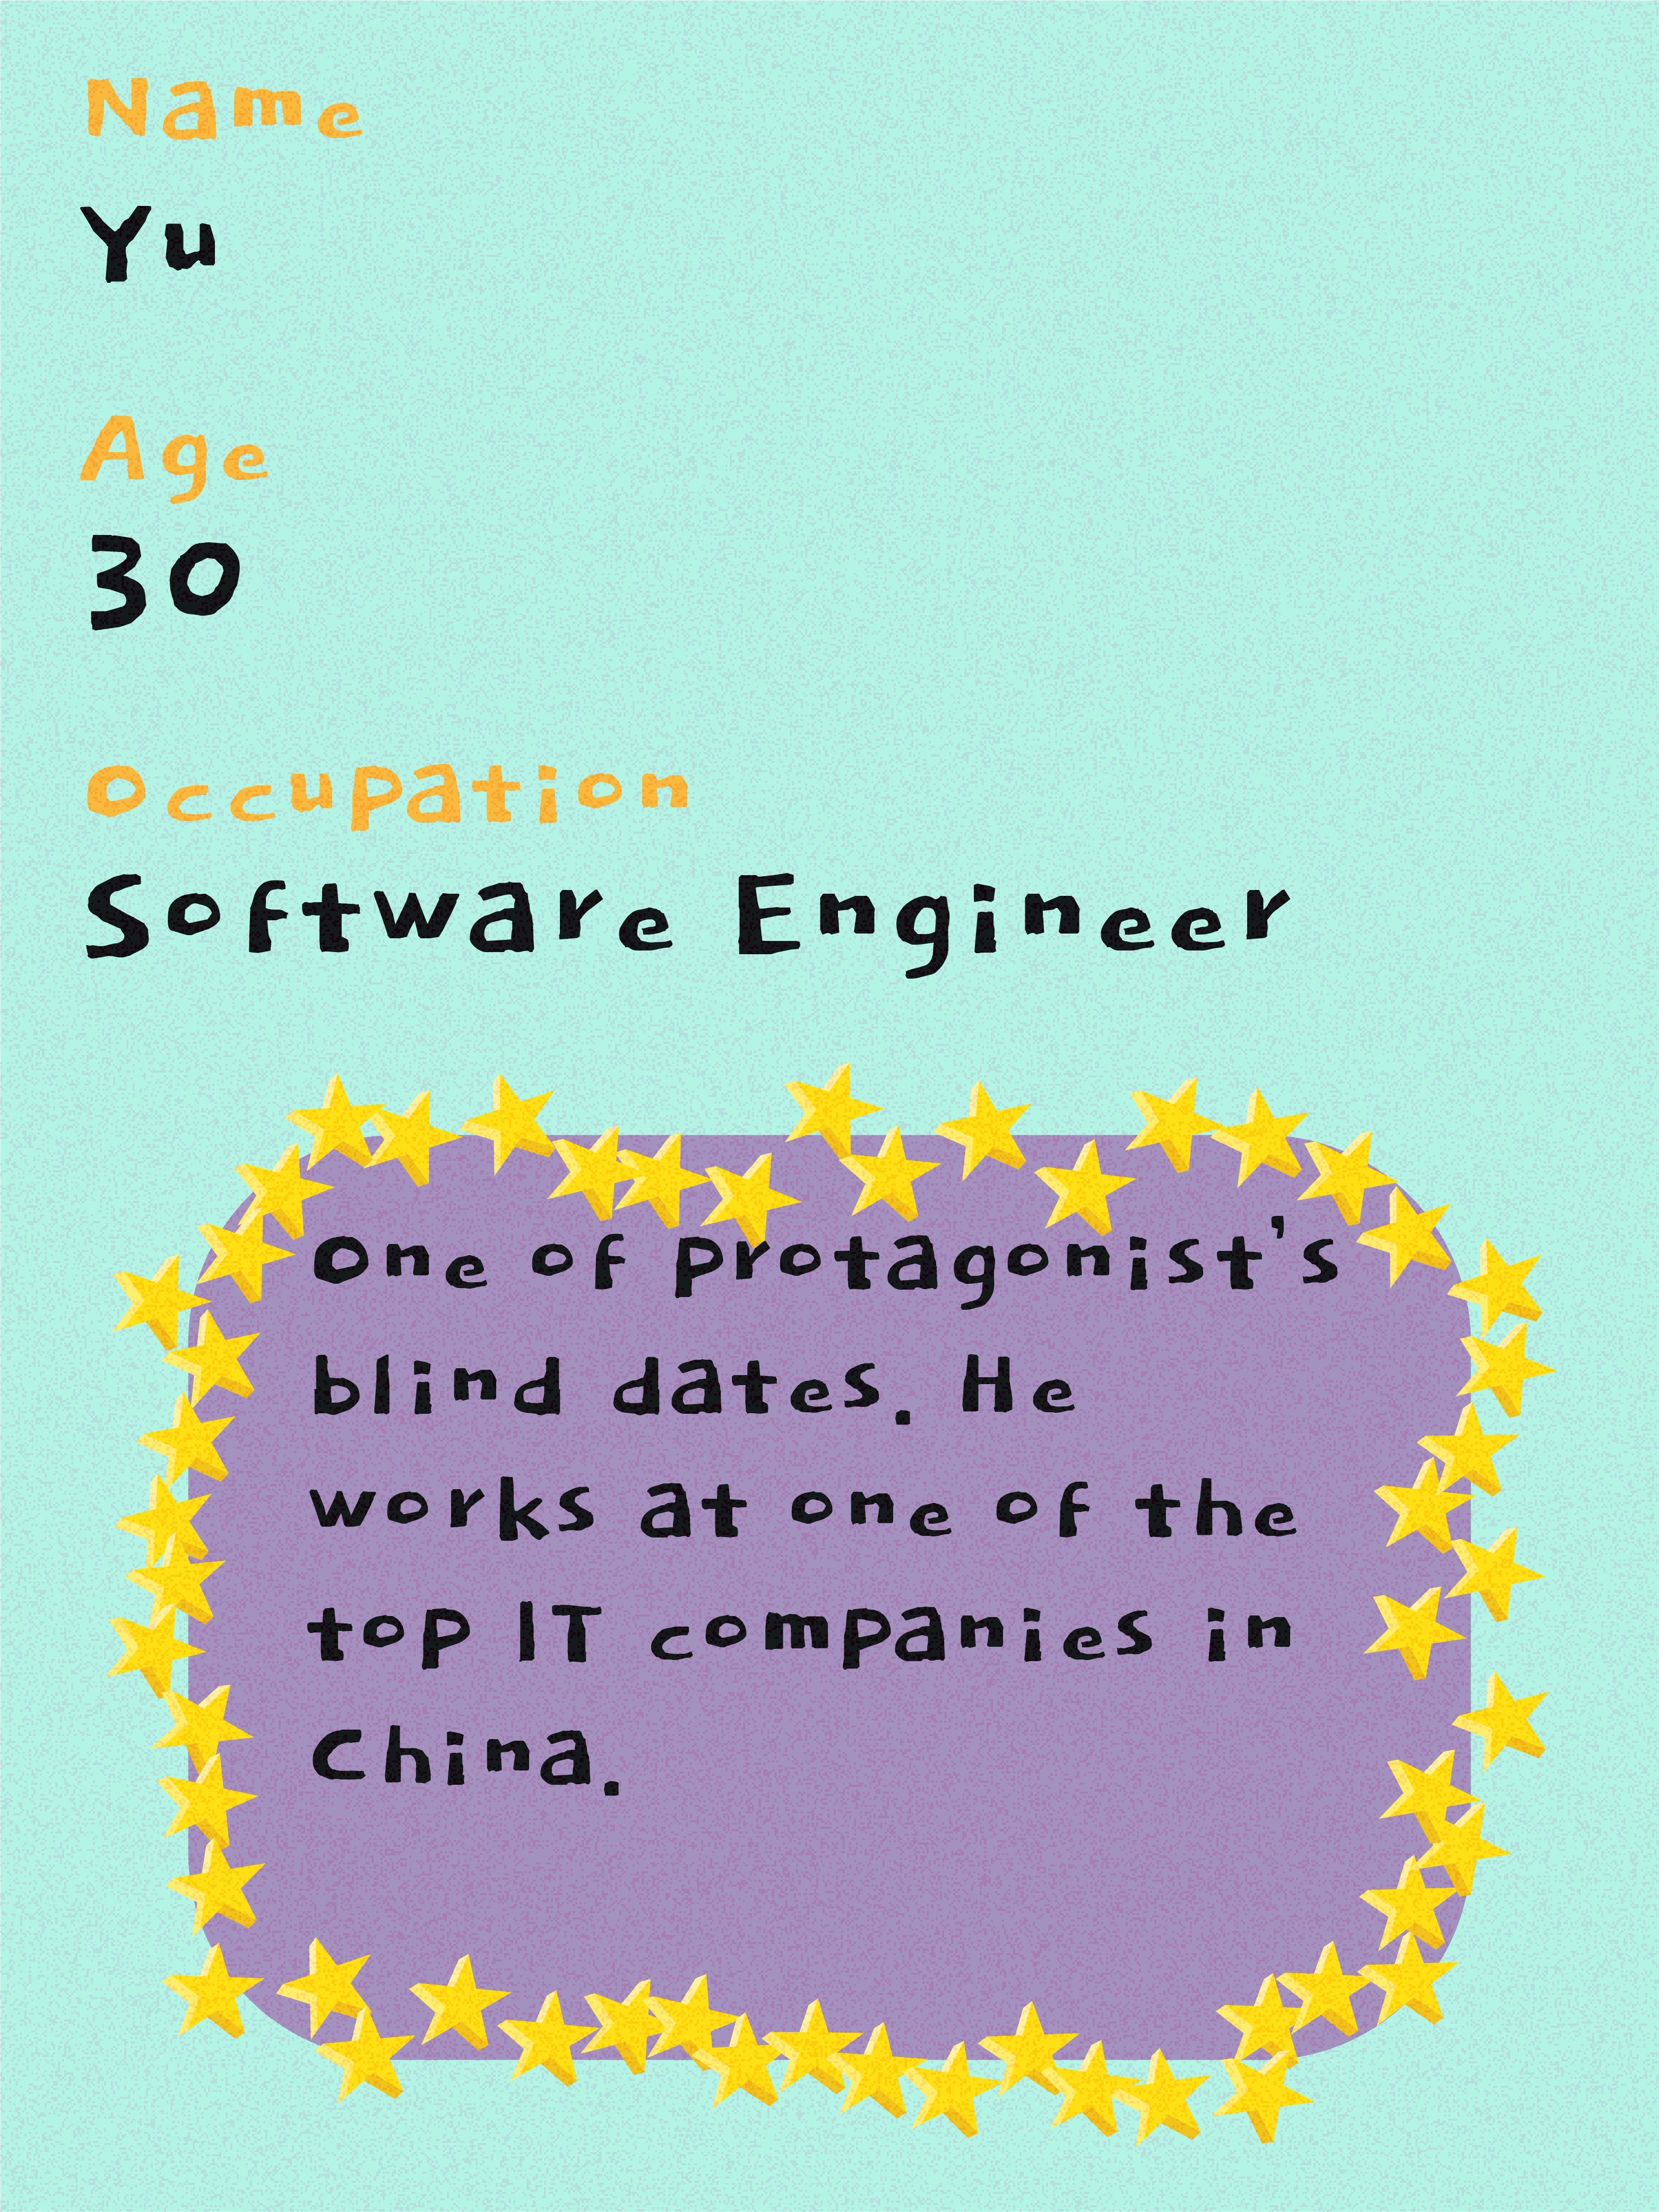 Name
Yu
Age
30
Occupation
Software Engineer
One of protagonist's
blind dates. He
works at one of the
top IT companies in
China.